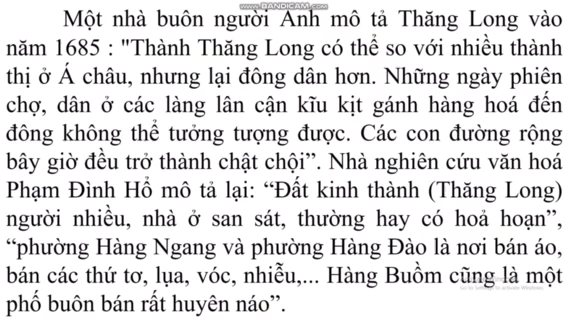 www.BANDICAM.com
Một nhà buôn người Anh mô tả Thăng Long vào
năm 1685 : "Thành Thăng Long có thể so với nhiều thành
thị ở Á châu, nhưng lại đông dân hơn. Những ngày phiên
chợ, dân ở các làng lân cận kĩu kịt gánh hàng hoá đến
đông không thể tưởng tượng được. Các con đường rộng
bây giờ đều trở thành chật chội”. Nhà nghiên cứu văn hoá
Phạm Đình Hổ mô tả lại: “Đất kinh thành (Thăng Long)
người nhiều, nhà ở san sát, thường hay có hoả hoạn”,
“phường Hàng Ngang và phường Hàng Đào là nơi bán áo,
bán các thứ tơ, lụa, vóc, nhiễu,... Hàng Buồm cũng là một
phố buôn bán rất huyên náo”.